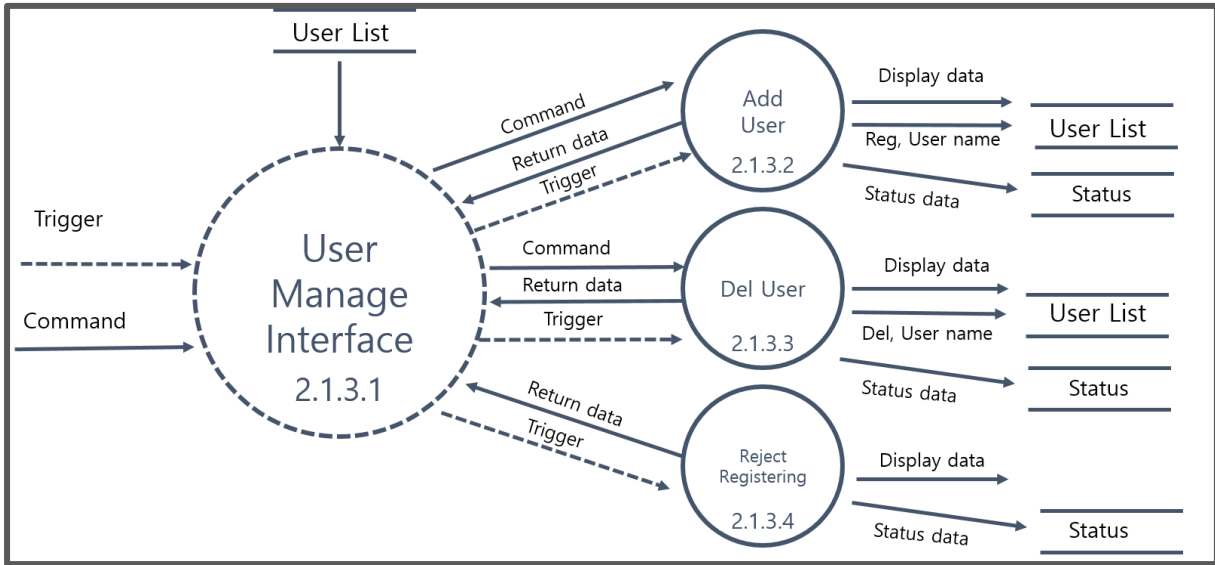 User List
Trigger
Command
User
Manage
Interface
2.1.3.1
Command
Return data
Trigger
Add
User
2.1.3.2
Display data
Reg, User name
User List
Status data
Status
Command
Return data
Trigger
Del User
2.1.3.3
Display data
Del, User name
User List
Status data
Status
Return data
Trigger
Reject
Registering
2.1.3.4
Display data
Status data
Status